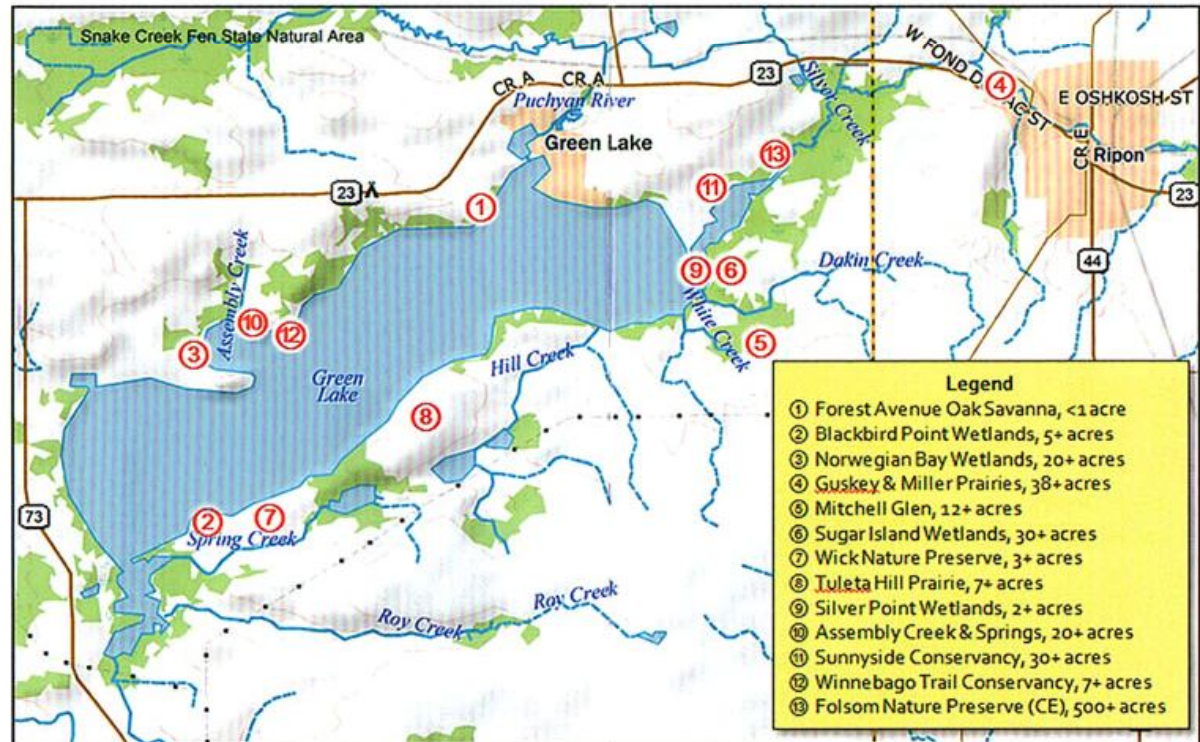 Snake Creek Fen State Natural Area
CR A
CR A
23
W FOND D
AC ST
Silver Creek
4
E OSHKOSH ST
Puchyan River
Green Lake
CR E
Ripon
13
11
23
23
1
Assembly Creek
9
6
Dakin Creek
44
10
12
White Creek
3
5
Hill Creek
Green
Lake
8
73
2
7
Spring Creek
Roy Creek
Roy Creek
Legend
① Forest Avenue Oak Savanna, <1 acre
② Blackbird Point Wetlands, 5+ acres
③ Norwegian Bay Wetlands, 20+ acres
④ Guskey & Miller Prairies, 38+ acres
⑤ Mitchell Glen, 12+ acres
⑥ Sugar Island Wetlands, 30+ acres
⑦ Wick Nature Preserve, 3+ acres
⑧ Tuleta Hill Prairie, 7+ acres
⑨ Silver Point Wetlands, 2+ acres
⑩ Assembly Creek & Springs, 20+ acres
⑪ Sunnyside Conservancy, 30+ acres
⑫ Winnebago Trail Conservancy, 7+ acres
⑬ Folsom Nature Preserve (CE), 500+ acres